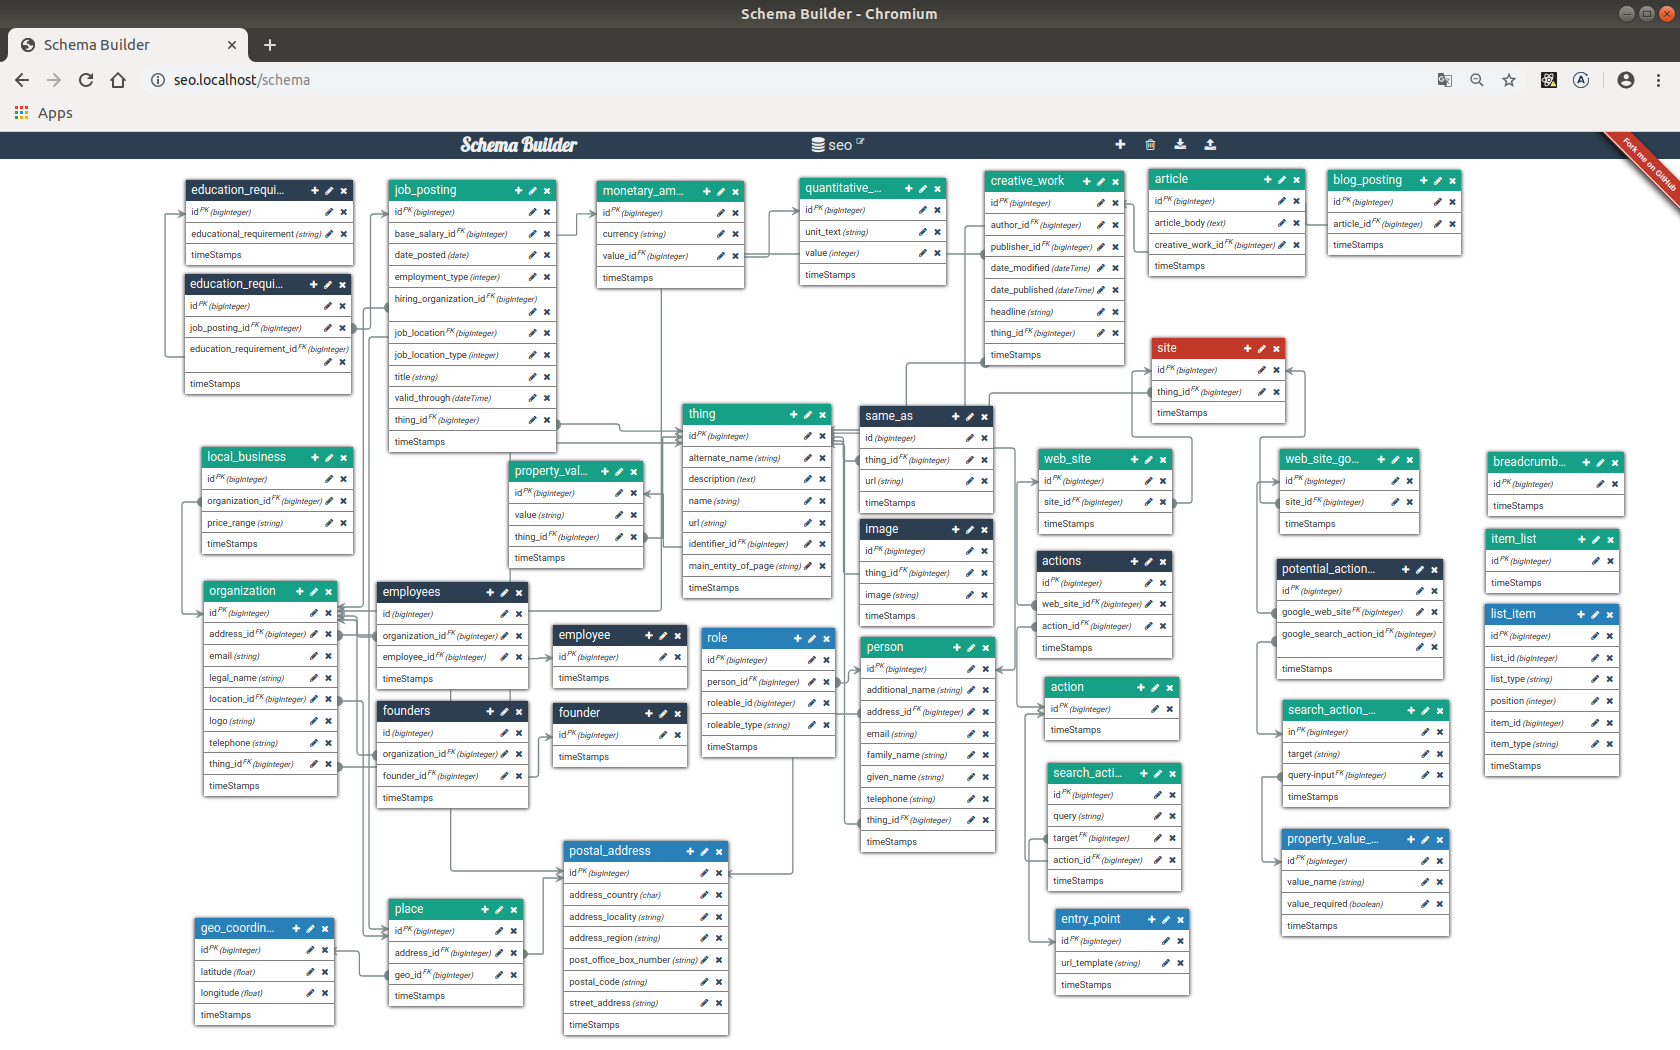 Schema Builder - Chromium
Schema Builder
seo.localhost/schema
Apps
Schema Builder
seo
Fork me on GitHub
education_requi...
id PK (bigInteger)
educational_requirement (string)
timeStamps
education_requi...
id PK (bigInteger)
job_posting_id FK (bigInteger)
education_requirement_id FK (bigInteger)
timeStamps
job_posting
id PK (bigInteger)
base_salary_id FK (bigInteger)
date_posted (date)
employment_type (integer)
hiring_organization_id FK (bigInteger)
job_location FK (bigInteger)
job_location_type (integer)
title (string)
valid_through (dateTime)
thing_id FK (bigInteger)
timeStamps
monetary_am...
id PK (bigInteger)
currency (string)
value_id FK (bigInteger)
timeStamps
quantitative_...
id PK (bigInteger)
unit_text (string)
value (integer)
timeStamps
creative_work
id PK (bigInteger)
author_id FK (bigInteger)
publisher_id FK (bigInteger)
date_modified (dateTime)
date_published (dateTime)
headline (string)
thing_id FK (bigInteger)
timeStamps
article
id PK (bigInteger)
article_body (text)
creative_work_id FK (bigInteger)
timeStamps
blog_posting
id PK (bigInteger)
article_id FK (bigInteger)
timeStamps
site
id PK (bigInteger)
thing_id FK (bigInteger)
timeStamps
local_business
id PK (bigInteger)
organization_id FK (bigInteger)
price_range (string)
timeStamps
property_val...
id PK (bigInteger)
value (string)
thing_id FK (bigInteger)
timeStamps
thing
id PK (bigInteger)
alternate_name (string)
description (text)
name (string)
url (string)
identifier_id FK (bigInteger)
main_entity_of_page (string)
timeStamps
same_as
id (bigInteger)
thing_id FK (bigInteger)
url (string)
timeStamps
image
id PK (bigInteger)
thing_id FK (bigInteger)
image (string)
timeStamps
web_site
id PK (bigInteger)
site_id FK (bigInteger)
timeStamps
web_site_go...
id PK (bigInteger)
site_id FK (bigInteger)
timeStamps
breadcrumb...
id PK (bigInteger)
timeStamps
item_list
id PK (bigInteger)
timeStamps
organization
id PK (bigInteger)
address_id FK (bigInteger)
email (string)
legal_name (string)
location_id FK (bigInteger)
logo (string)
telephone (string)
thing_id FK (bigInteger)
timeStamps
employees
id (bigInteger)
organization_id FK (bigInteger)
employee_id FK (bigInteger)
timeStamps
founders
id (bigInteger)
organization_id FK (bigInteger)
founder_id FK (bigInteger)
timeStamps
employee
id PK (bigInteger)
timeStamps
founder
id PK (bigInteger)
timeStamps
role
id PK (bigInteger)
person_id FK (bigInteger)
roleable_id (bigInteger)
roleable_type (string)
timeStamps
person
id PK (bigInteger)
additional_name (string)
address_id FK (bigInteger)
email (string)
family_name (string)
given_name (string)
telephone (string)
thing_id FK (bigInteger)
timeStamps
actions
id PK (bigInteger)
web_site_id FK (bigInteger)
action_id FK (bigInteger)
timeStamps
action
id PK (bigInteger)
timeStamps
search_acti...
id PK (bigInteger)
query (string)
target FK (bigInteger)
action_id FK (bigInteger)
timeStamps
entry_point
id PK (bigInteger)
url_template (string)
timeStamps
potential_action...
id PK (bigInteger)
google_web_site FK (bigInteger)
google_search_action_id FK (bigInteger)
timeStamps
search_action_...
in PK (bigInteger)
target (string)
query-input FK (bigInteger)
timeStamps
property_value_...
id PK (bigInteger)
value_name (string)
value_required (boolean)
timeStamps
list_item
id PK (bigInteger)
list_id (bigInteger)
list_type (string)
position (integer)
item_id (bigInteger)
item_type (string)
timeStamps
postal_address
id PK (bigInteger)
address_country (char)
address_locality (string)
address_region (string)
post_office_box_number (string)
postal_code (string)
street_address (string)
timeStamps
place
id PK (bigInteger)
address_id FK (bigInteger)
geo_id FK (bigInteger)
timeStamps
geo_coordin...
id PK (bigInteger)
latitude (float)
longitude (float)
timeStamps